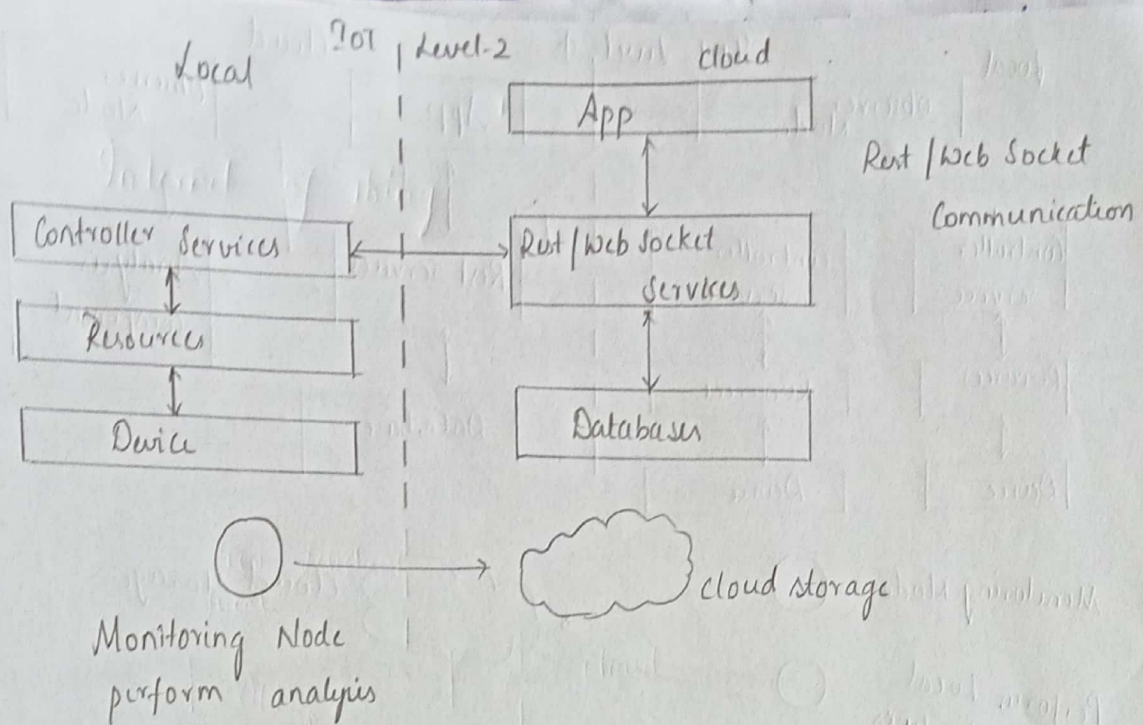 IoT Level-2
Local
cloud
App
Rest / Web Socket
Communication
Controller Services
Rest / Web Socket
Services
Resources
Device
Databases
cloud storage
Monitoring Node
perform analysis